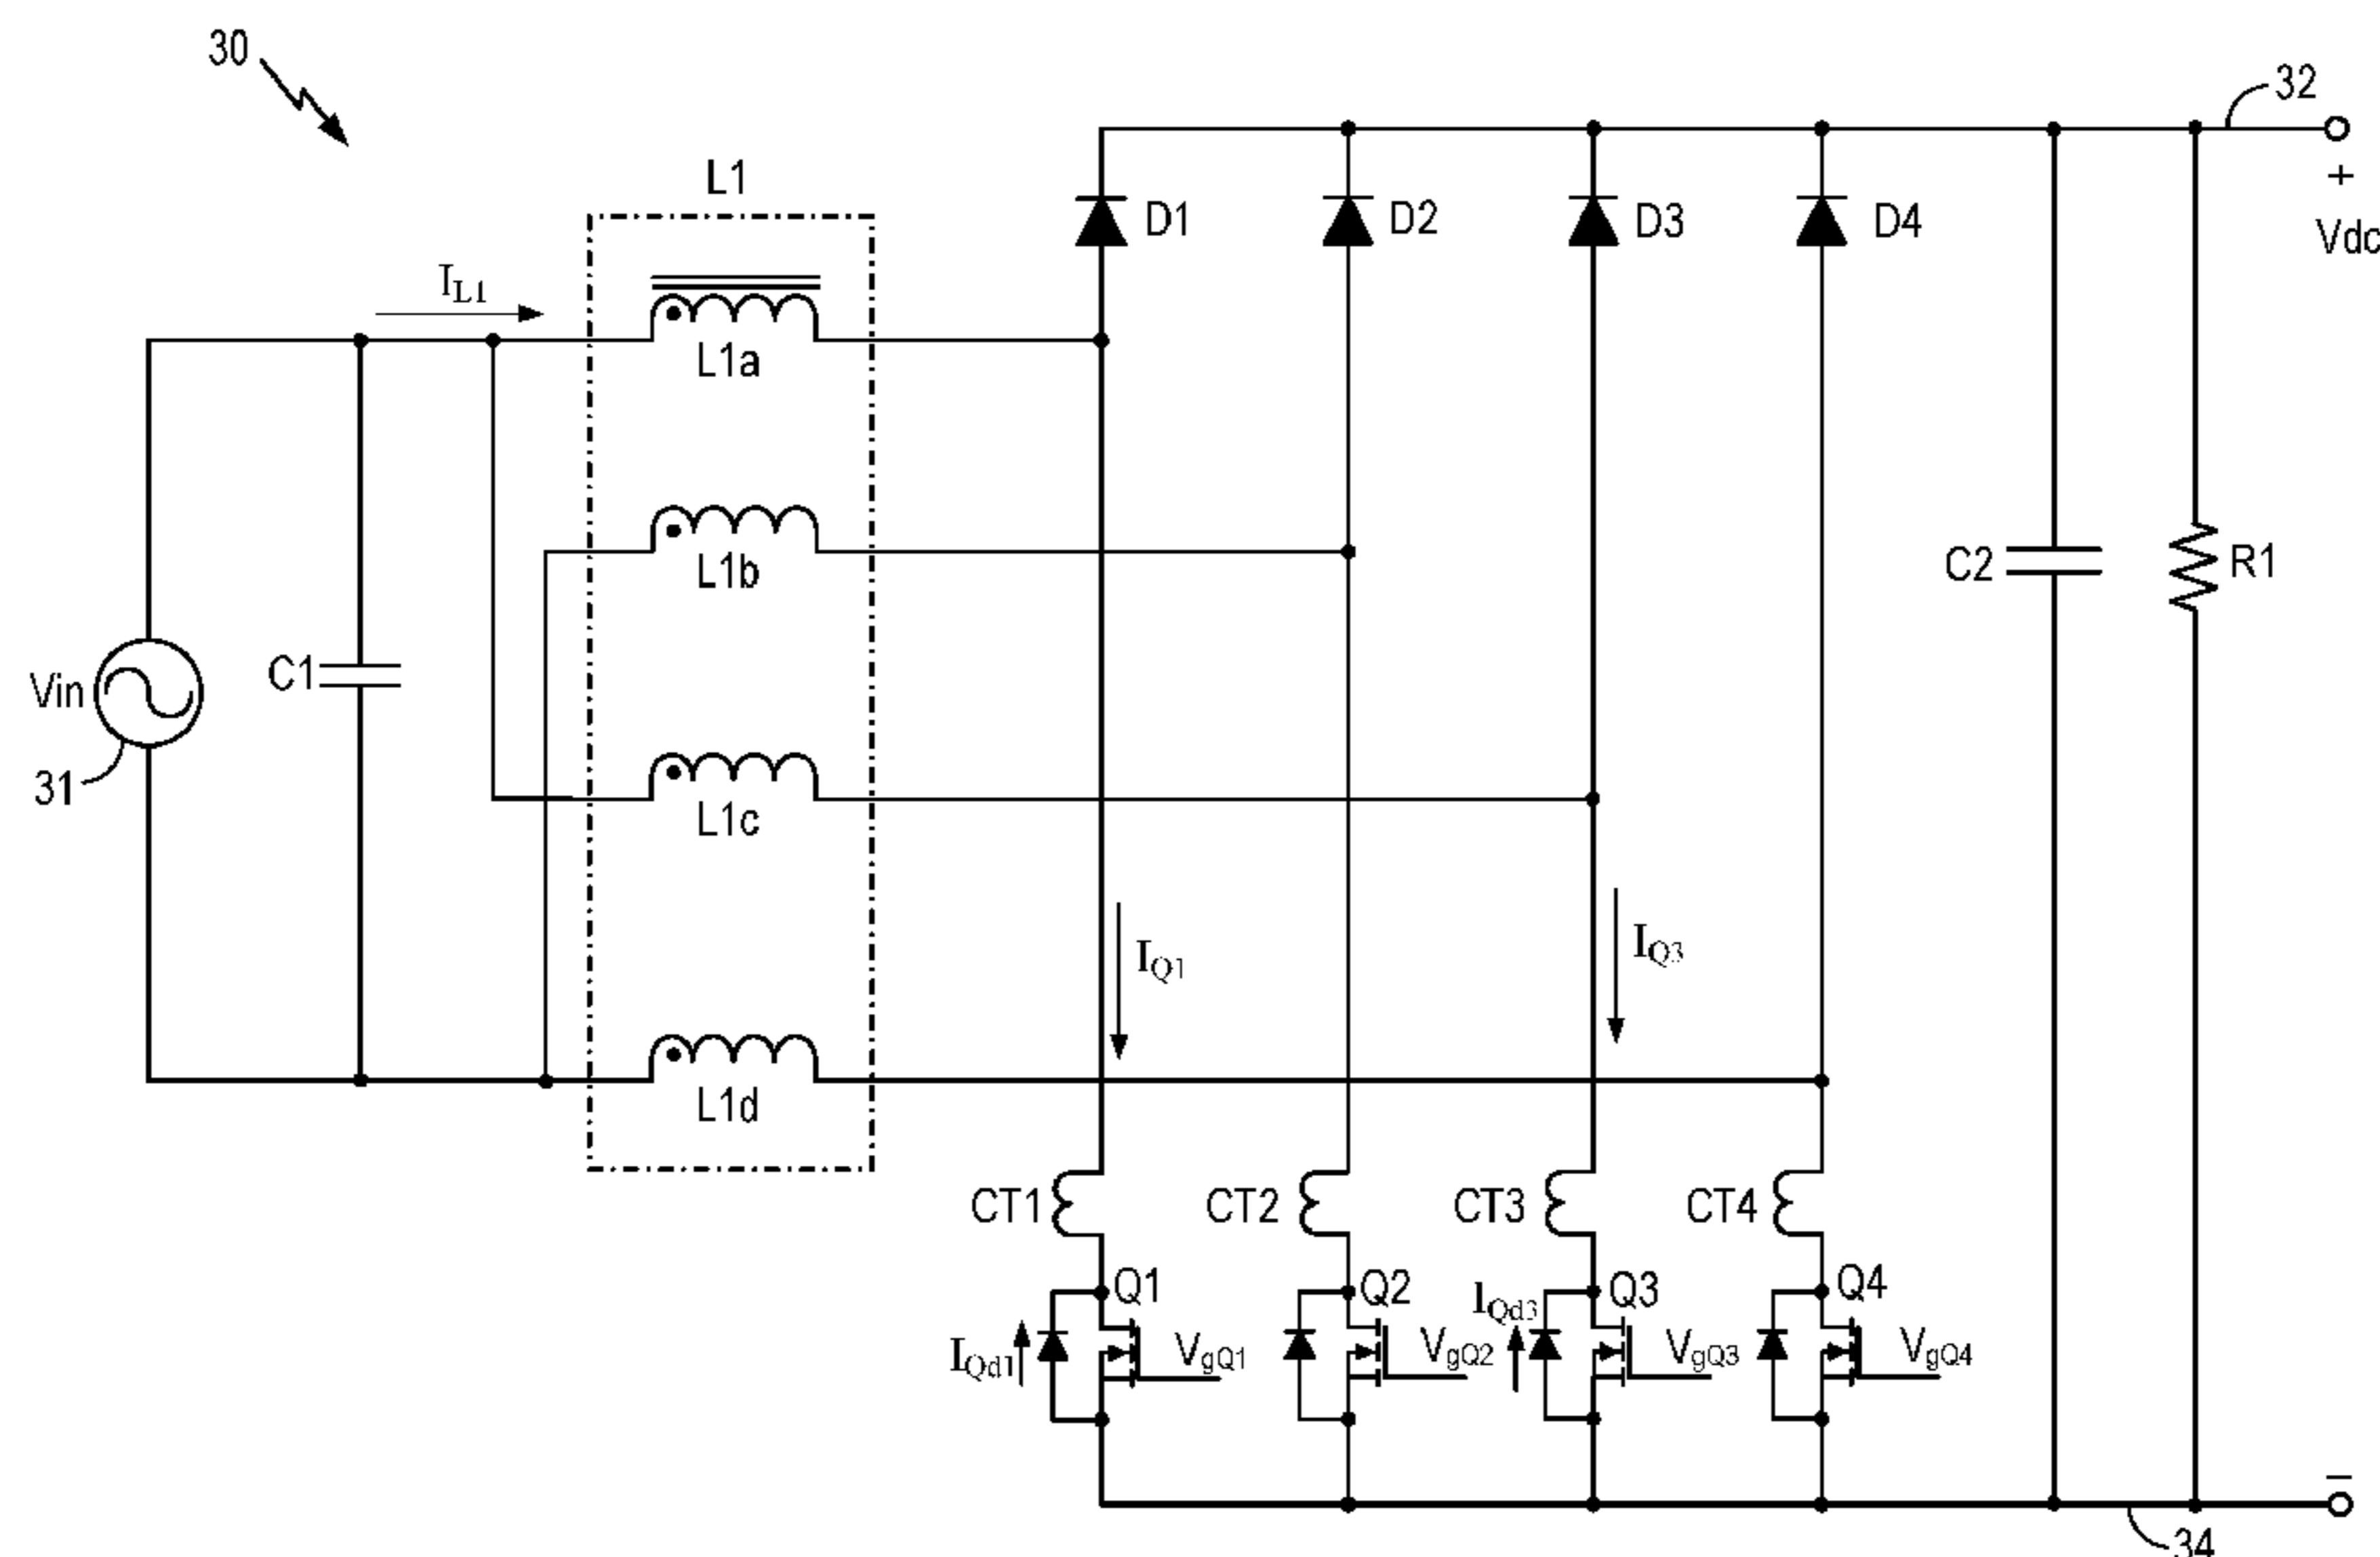 30
32
+
Vdc
L1
D1
D2
D3
D4
IL1
L1a
L1b
C2
R1
Vin
C1
31
L1c
IQ1
IQ3
L1d
CT1
CT2
CT3
CT4
Q1
Q2
Q3
Q4
IQd1
VgQ1
VgQ2
IQd3
VgQ3
VgQ4
−
34